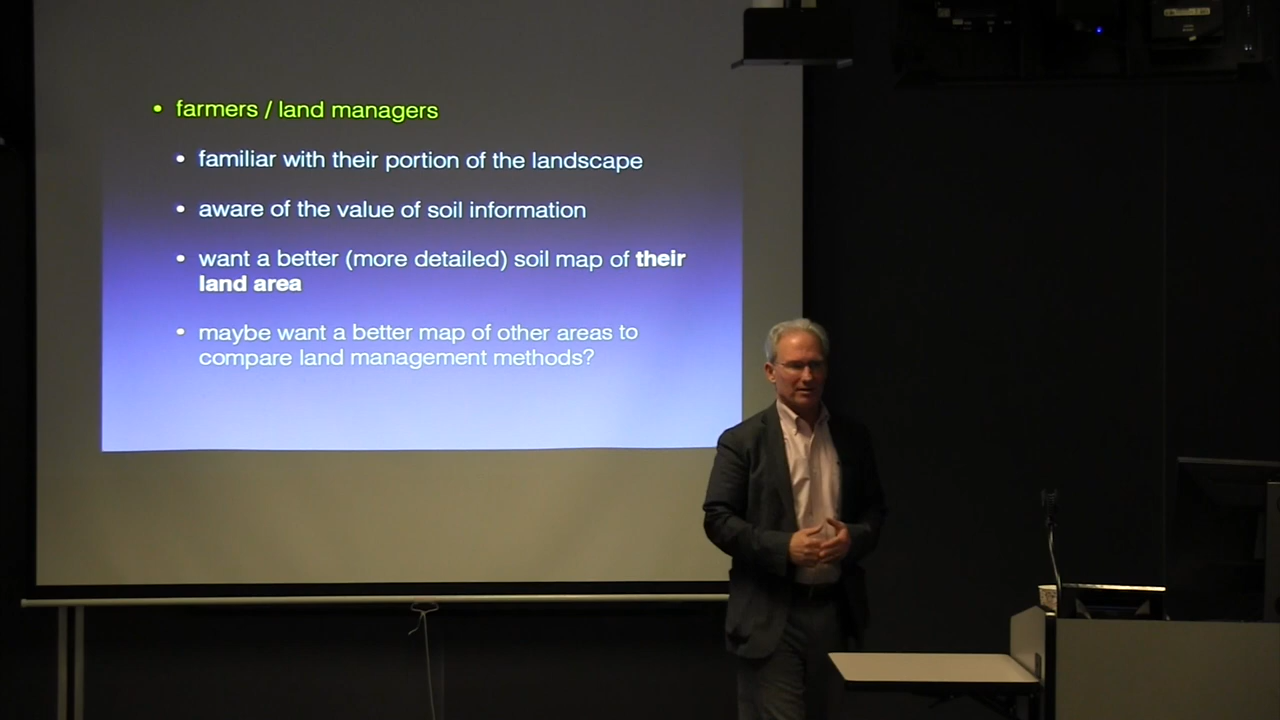 • farmers / land managers
• familiar with their portion of the landscape
• aware of the value of soil information
• want a better (more detailed) soil map of their
land area
• maybe want a better map of other areas to
compare land management methods?